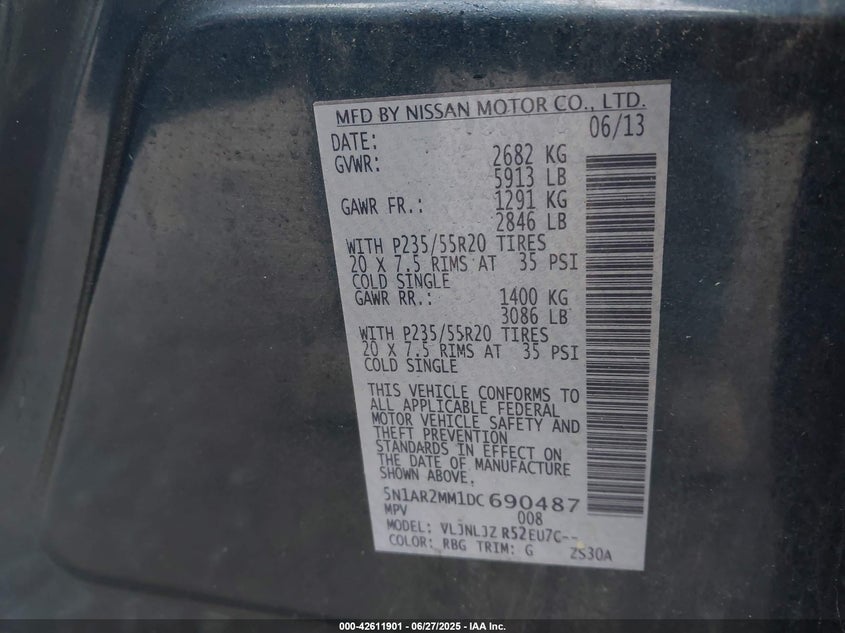 MFD BY NISSAN MOTOR CO., LTD.
DATE: 06/13
GVWR: 2682 KG
5913 LB
GAWR FR.: 1291 KG
2846 LB
WITH P235/55R20 TIRES
20 X 7.5 RIMS AT 35 PSI
COLD SINGLE
GAWR RR.: 1400 KG
3086 LB
WITH P235/55R20 TIRES
20 X 7.5 RIMS AT 35 PSI
COLD SINGLE
THIS VEHICLE CONFORMS TO
ALL APPLICABLE FEDERAL
MOTOR VEHICLE SAFETY AND
THEFT PREVENTION
STANDARDS IN EFFECT ON
THE DATE OF MANUFACTURE
SHOWN ABOVE.
5N1AR2MM1DC690487
MPV 008
MODEL: VLJNLJZ R52EU7C--
COLOR: RBG TRIM: G ZS30A
000-42611901 - 06/27/2025 - IAA Inc.